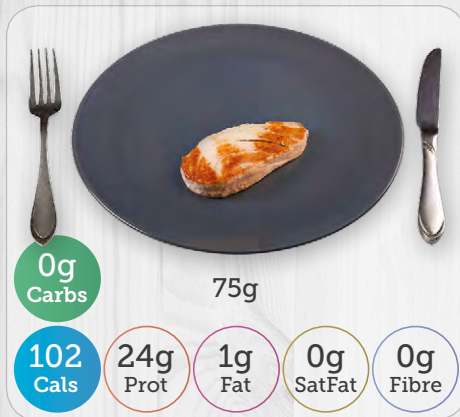 0g
Carbs
75g
102
Cals
24g
Prot
1g
Fat
0g
SatFat
0g
Fibre